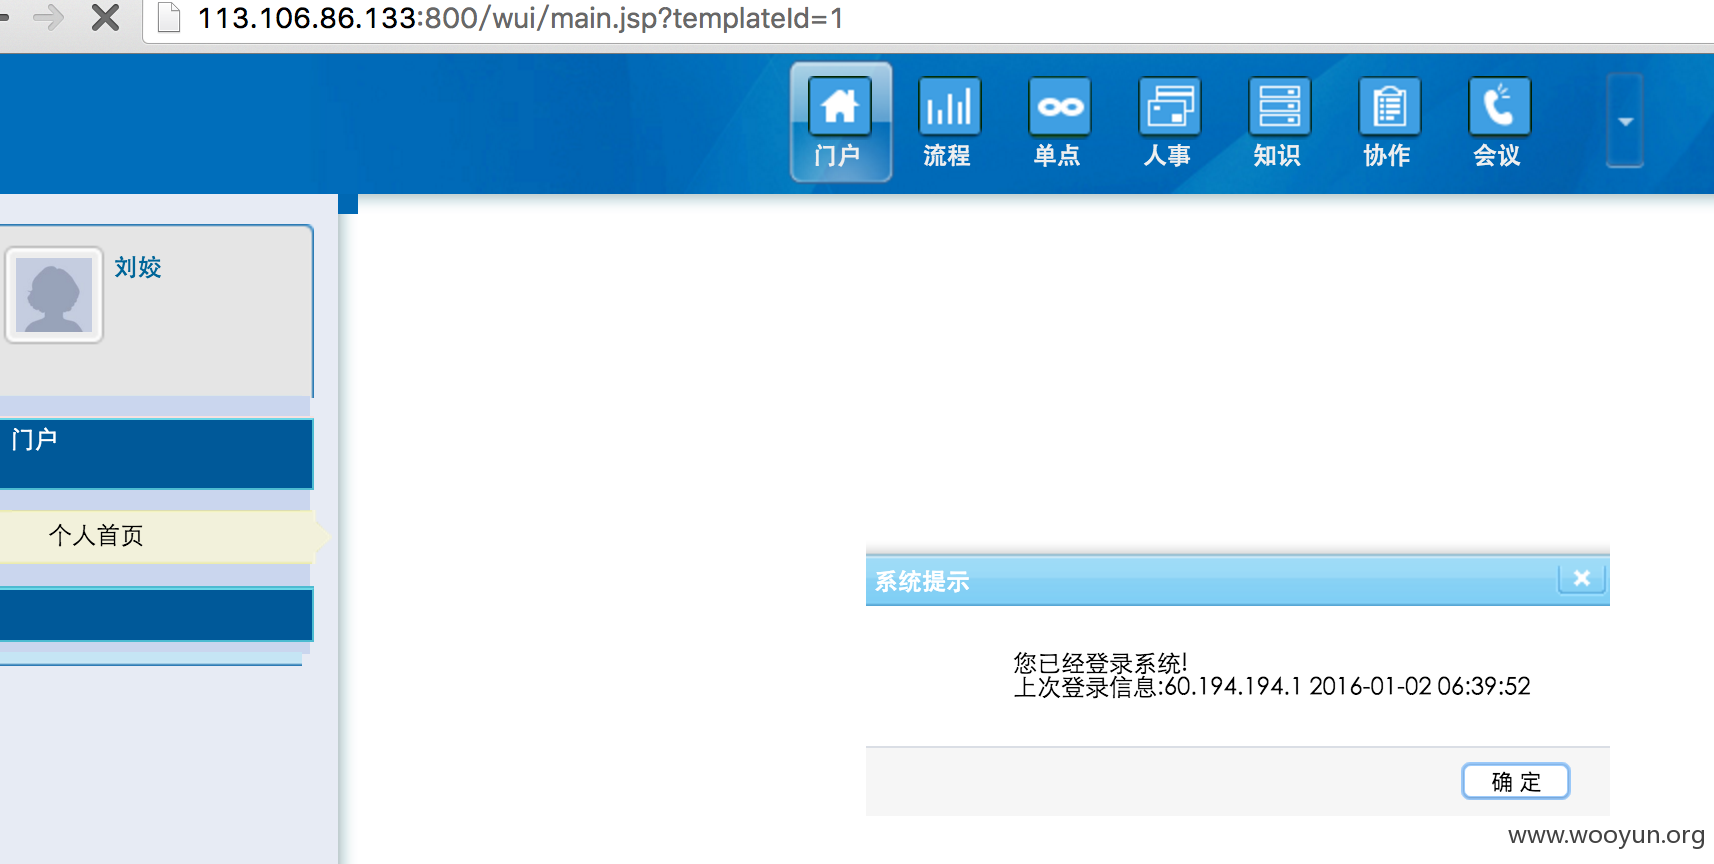 113.106.86.133:800/wui/main.jsp?templateId=1
门户 流程 单点 人事 知识 协作 会议
刘姣
门户
个人首页
系统提示
您已经登录系统!
上次登录信息:60.194.194.1 2016-01-02 06:39:52
确 定
www.wooyun.org